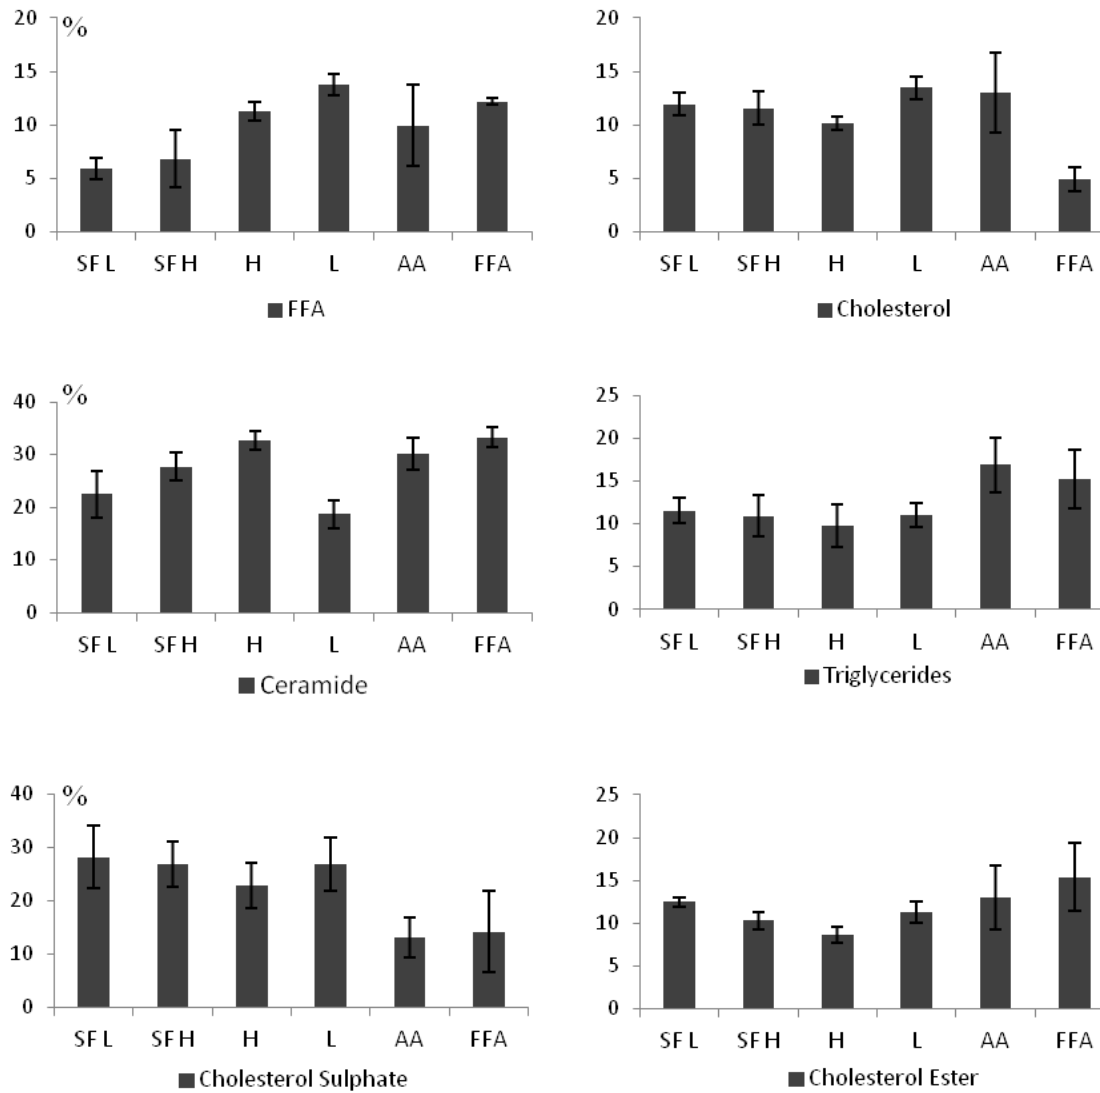 20
%
15
10
5
0
SF L SF H H L AA FFA
FFA
20
15
10
5
0
SF L SF H H L AA FFA
Cholesterol
%
40
30
20
10
0
SF L SF H H L AA FFA
Ceramide
25
20
15
10
5
0
SF L SF H H L AA FFA
Triglycerides
40
%
30
20
10
0
SF L SF H H L AA FFA
Cholesterol Sulphate
25
20
15
10
5
0
SF L SF H H L AA FFA
Cholesterol Ester